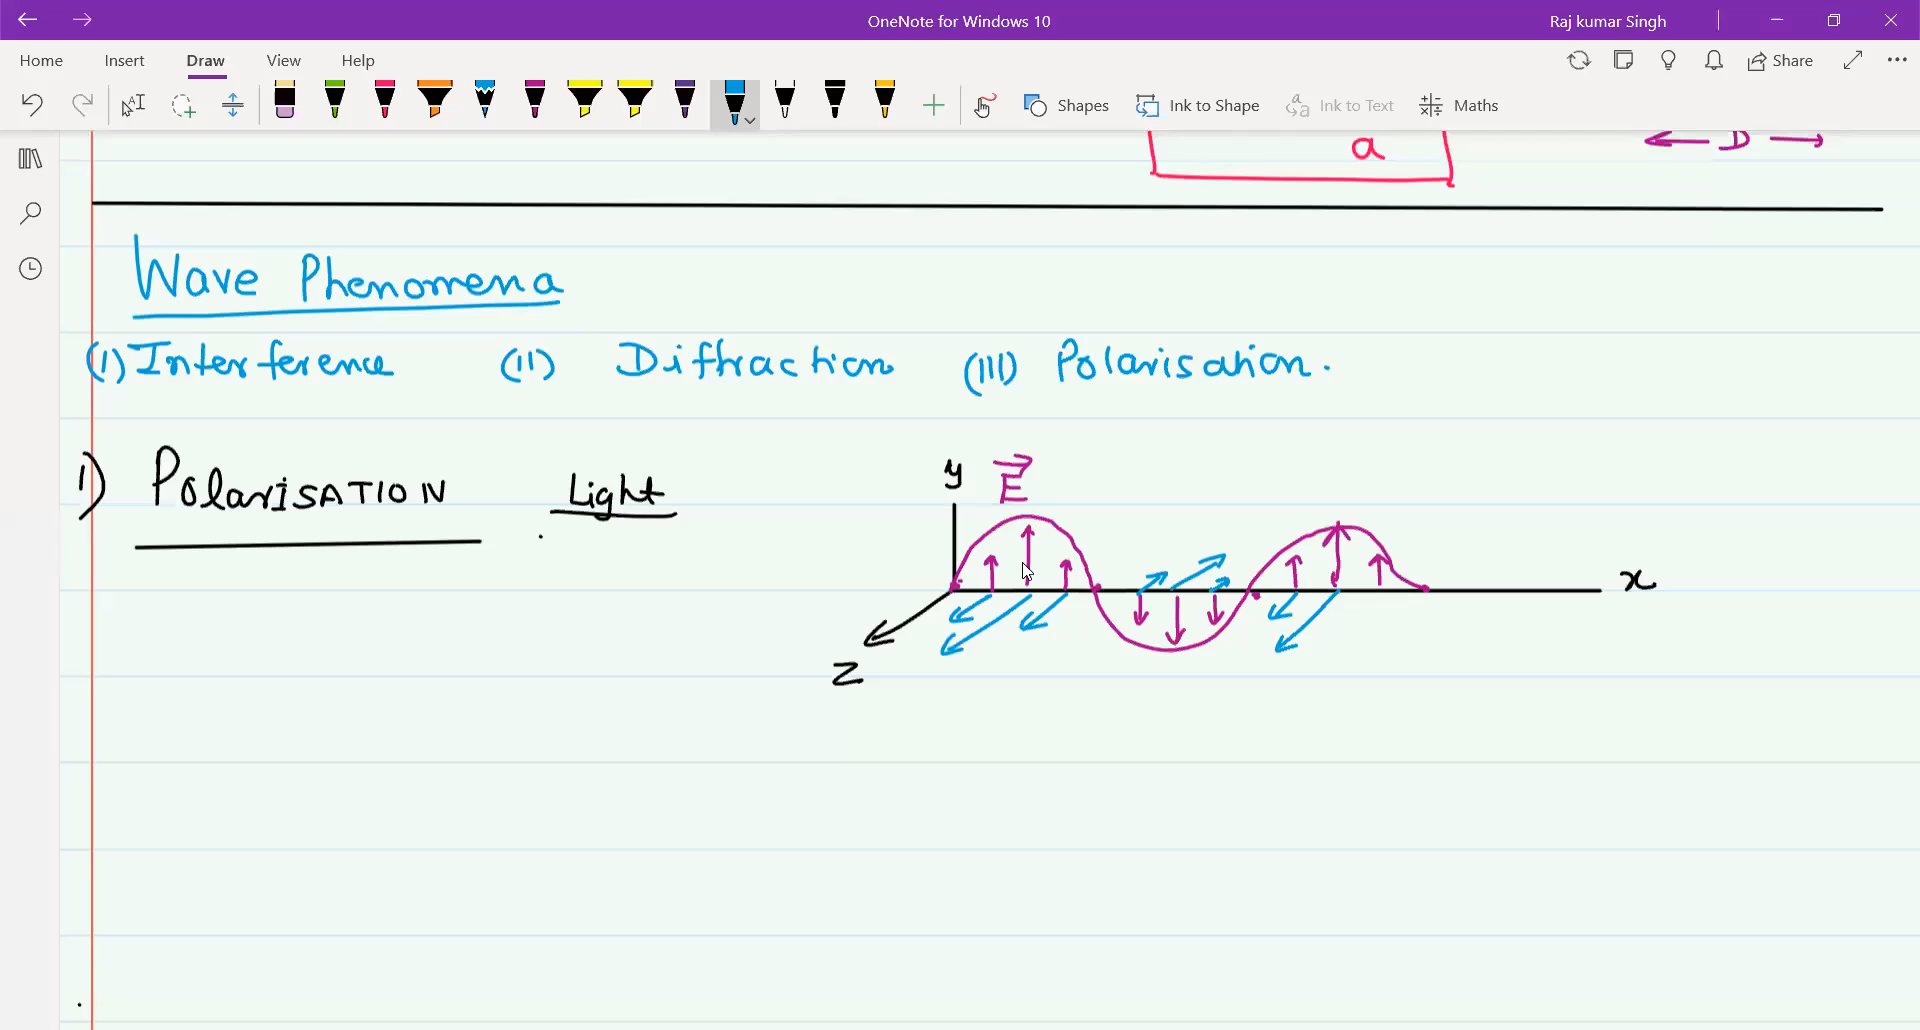 OneNote for Windows 10
Raj kumar Singh
Home Insert Draw View Help
Share
Shapes Ink to Shape Ink to Text Maths
a
D
Wave Phenomena
(I) Interference (II) Diffraction (III) Polarisation.
1) PolarisATION Light
y E
x
Z